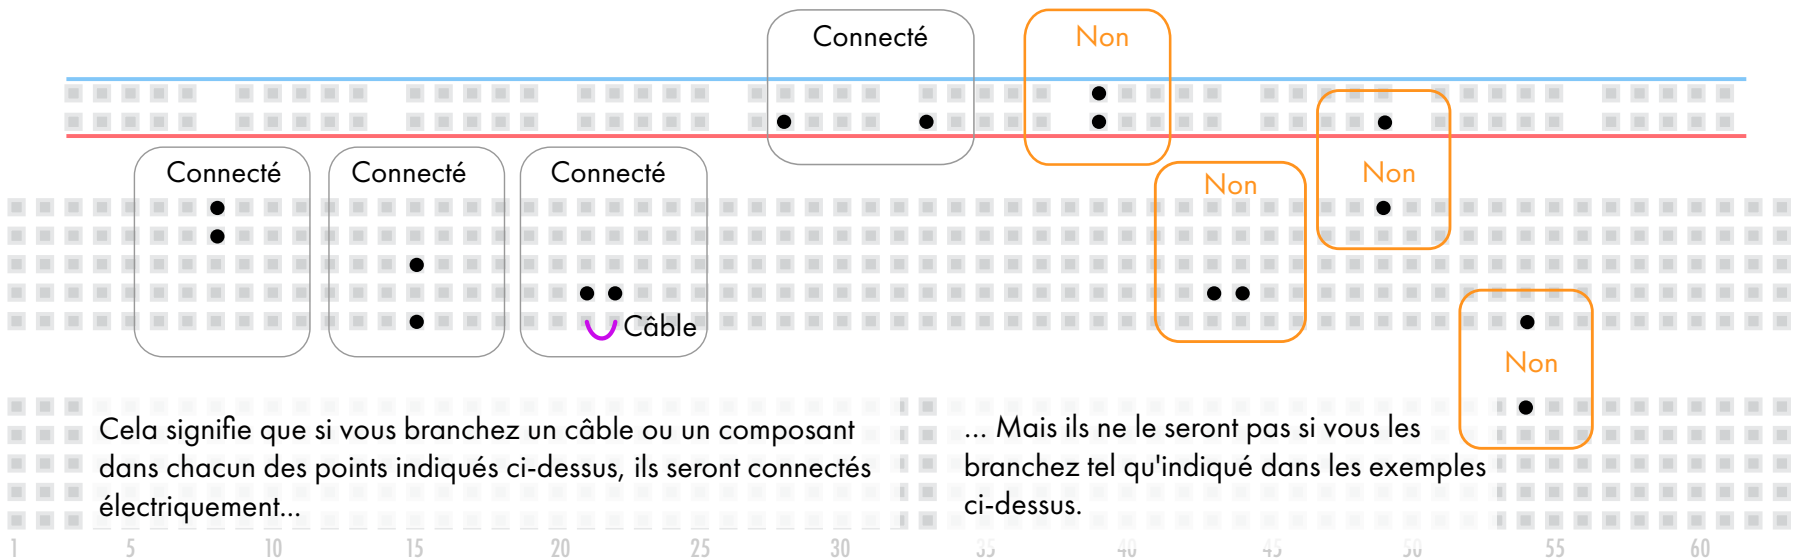 Connecté
Non
Connecté
Connecté
Connecté
Non
Non
Câble
Non
Cela signifie que si vous branchez un câble ou un composant
dans chacun des points indiqués ci-dessus, ils seront connectés
électriquement...
... Mais ils ne le seront pas si vous les
branchez tel qu'indiqué dans les exemples
ci-dessus.
1 5 10 15 20 25 30 35 40 45 50 55 60